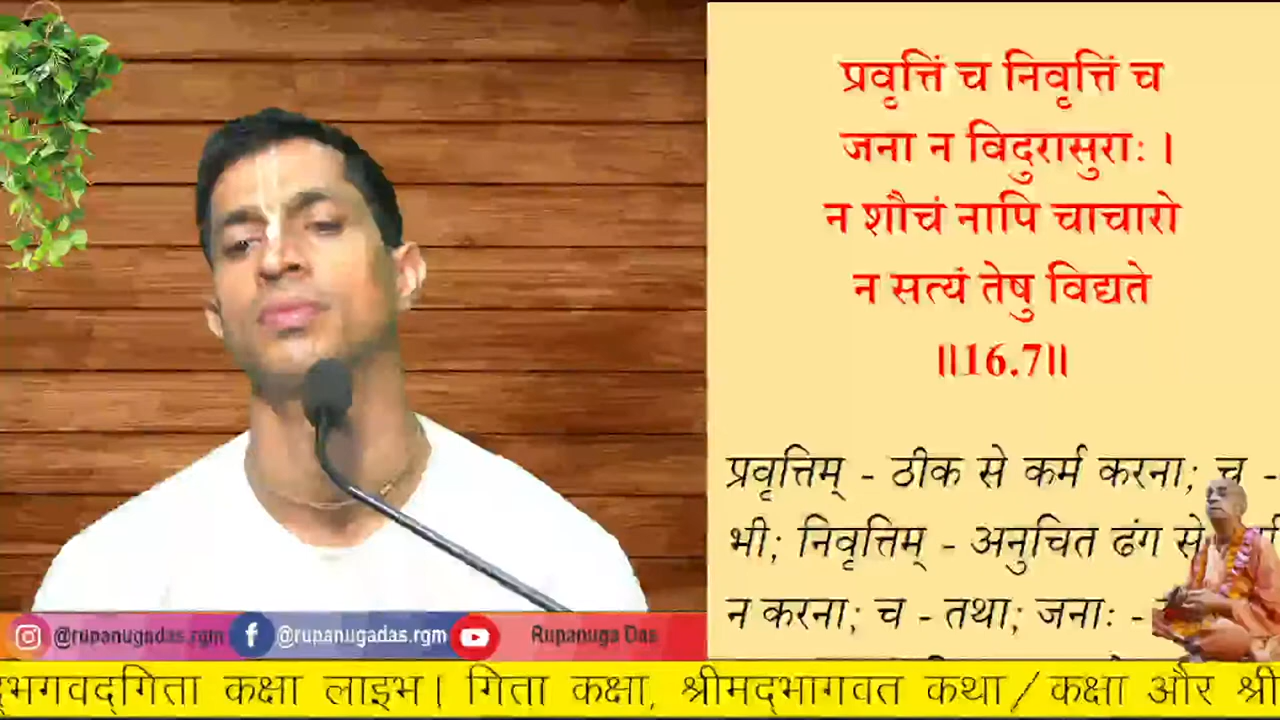 प्रवृत्तिं च निवृत्तिं च
जना न विदुरासुराः ।
न शौचं नापि चाचारो
न सत्यं तेषु विद्यते
॥16.7॥
प्रवृत्तिम् - ठीक से कर्म करना; च -
भी; निवृत्तिम् - अनुचित ढंग से
न करना; च - तथा; जनाः -
@rupanugadas.rgm @rupanugadas.rgm Rupanuga Das
द्भगवद्गिता कक्षा लाइभ। गिता कक्षा, श्रीमद्भागवत कथा/कक्षा और श्री